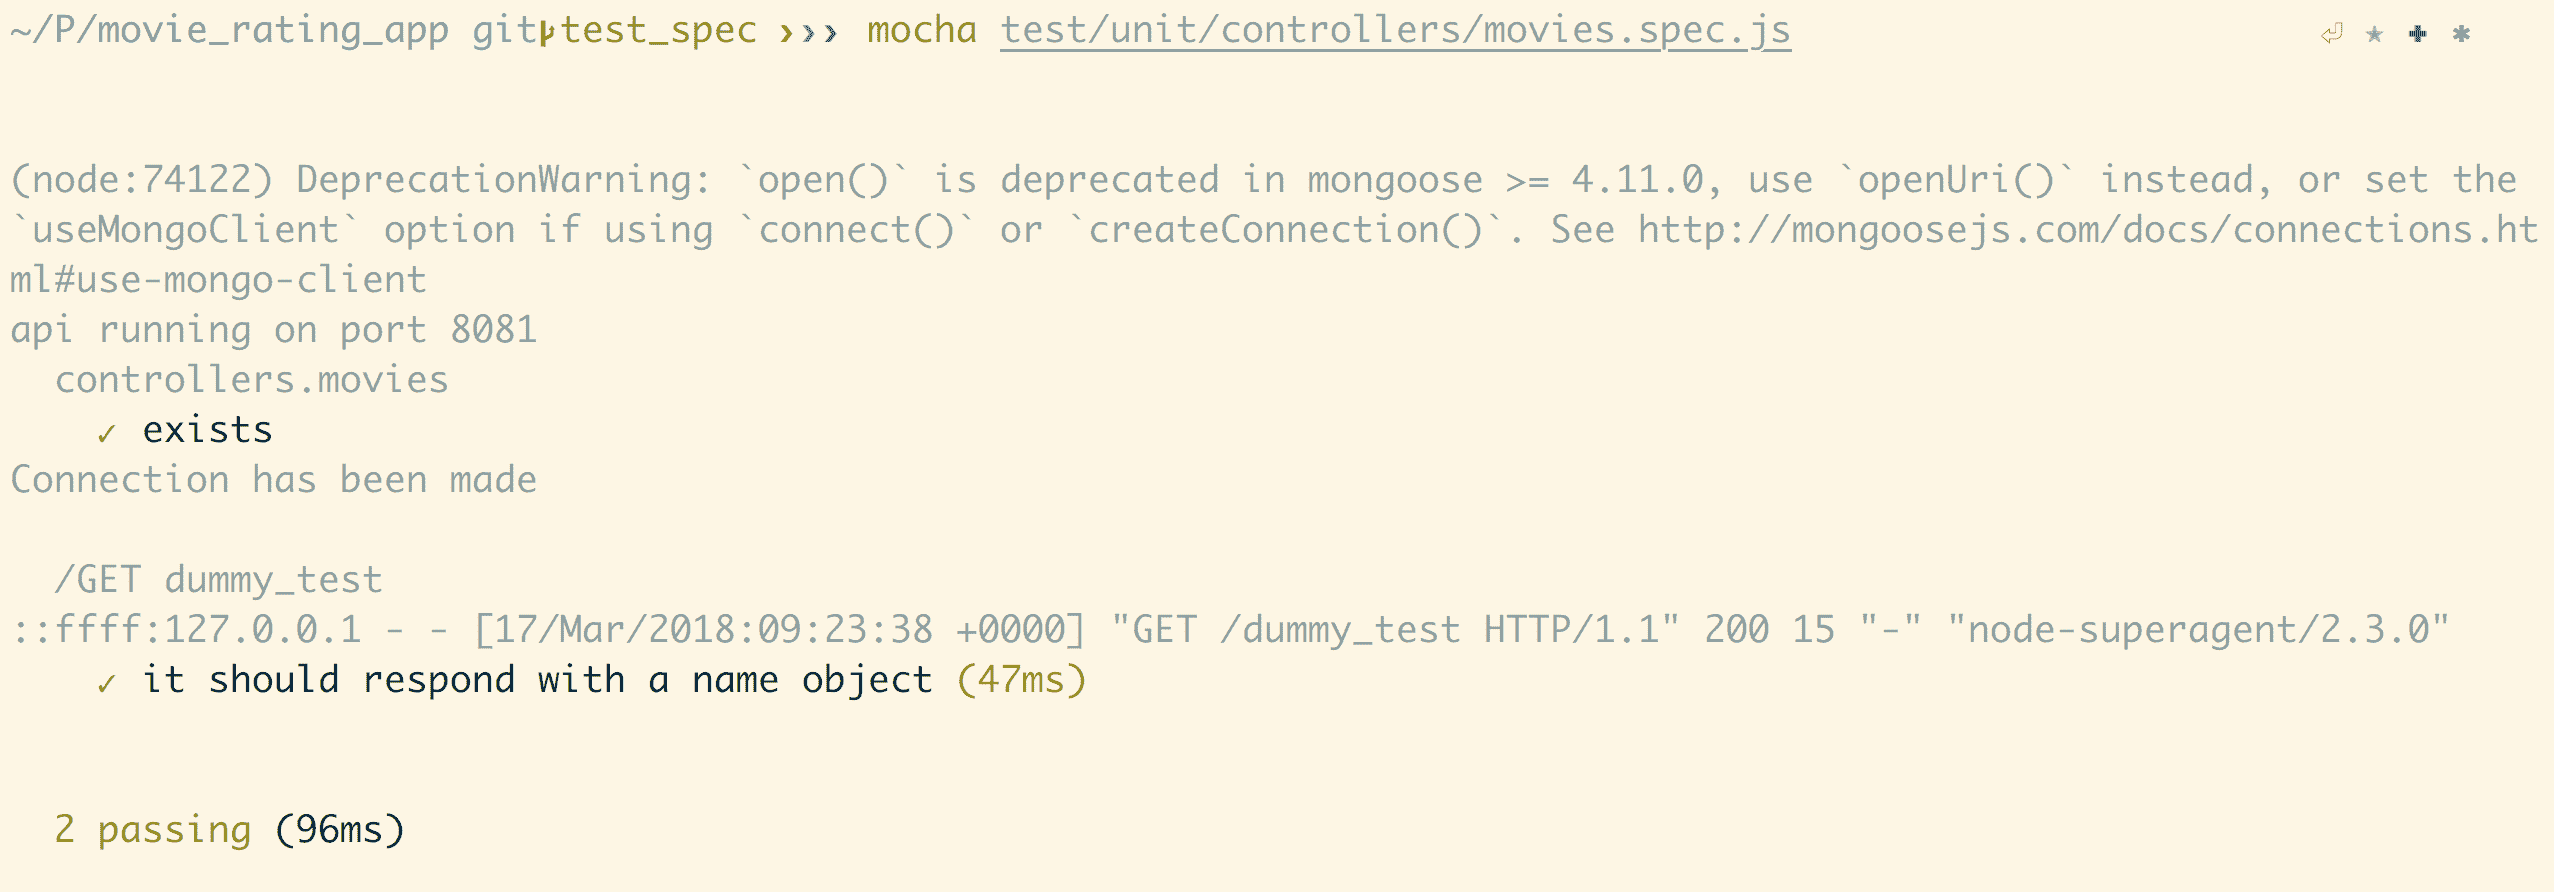 ~/P/movie_rating_app git test_spec ❯❯❯ mocha test/unit/controllers/movies.spec.js ⏎ ★ ✚ ✱
(node:74122) DeprecationWarning: `open()` is deprecated in mongoose >= 4.11.0, use `openUri()` instead, or set the
`useMongoClient` option if using `connect()` or `createConnection()`. See http://mongoosejs.com/docs/connections.ht
ml#use-mongo-client
api running on port 8081
controllers.movies
✓ exists
Connection has been made
/GET dummy_test
::ffff:127.0.0.1 - - [17/Mar/2018:09:23:38 +0000] "GET /dummy_test HTTP/1.1" 200 15 "-" "node-superagent/2.3.0"
✓ it should respond with a name object (47ms)
2 passing (96ms)